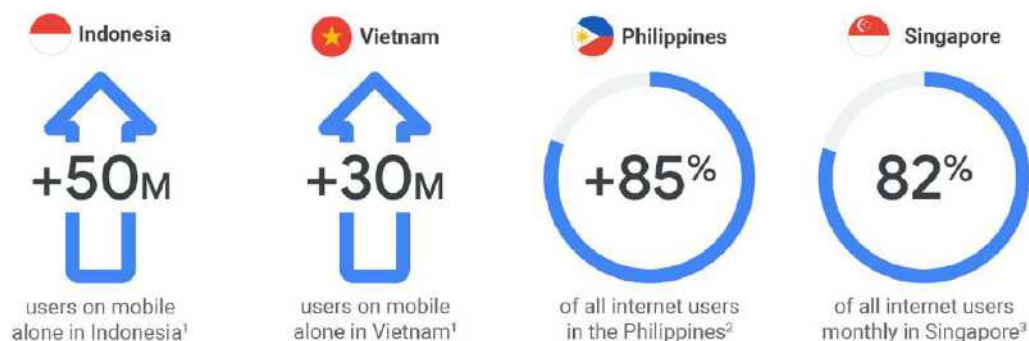 Indonesia
+50M
users on mobile
alone in Indonesia¹
Vietnam
+30M
users on mobile
alone in Vietnam¹
Philippines
+85%
of all internet users
in the Philippines²
Singapore
82%
of all internet users
monthly in Singapore³